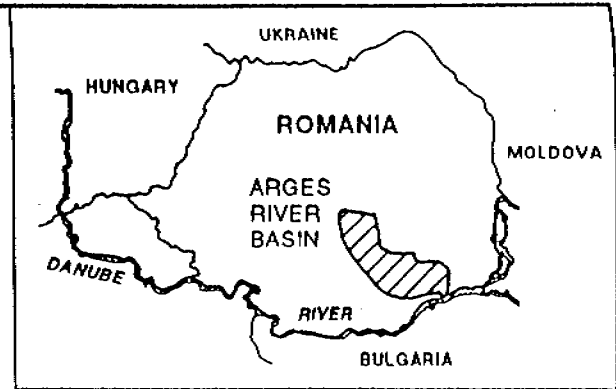 UKRAINE
HUNGARY
ROMANIA
MOLDOVA
ARGES
RIVER
BASIN
DANUBE
RIVER
BULGARIA